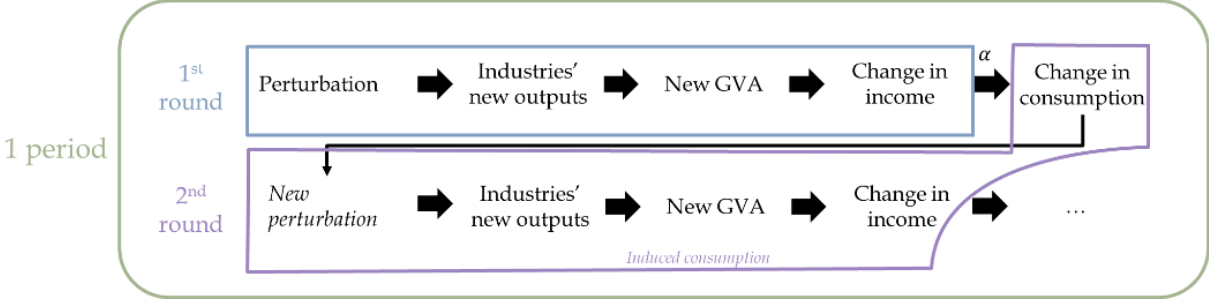 1 period
1st
round
Perturbation
Industries’
new outputs
New GVA
Change in
income
α
Change in
consumption
2nd
round
New
perturbation
Industries’
new outputs
New GVA
Change in
income
...
Induced consumption